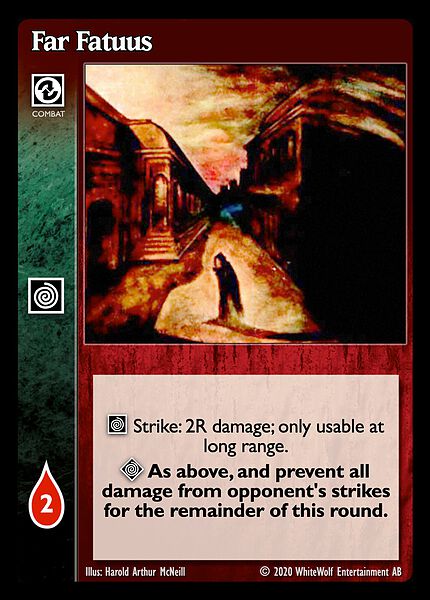 Far Fatuus
COMBAT
Strike: 2R damage; only usable at
long range.
As above, and prevent all
damage from opponent's strikes
for the remainder of this round.
2
Illus: Harold Arthur McNeill © 2020 WhiteWolf Entertainment AB